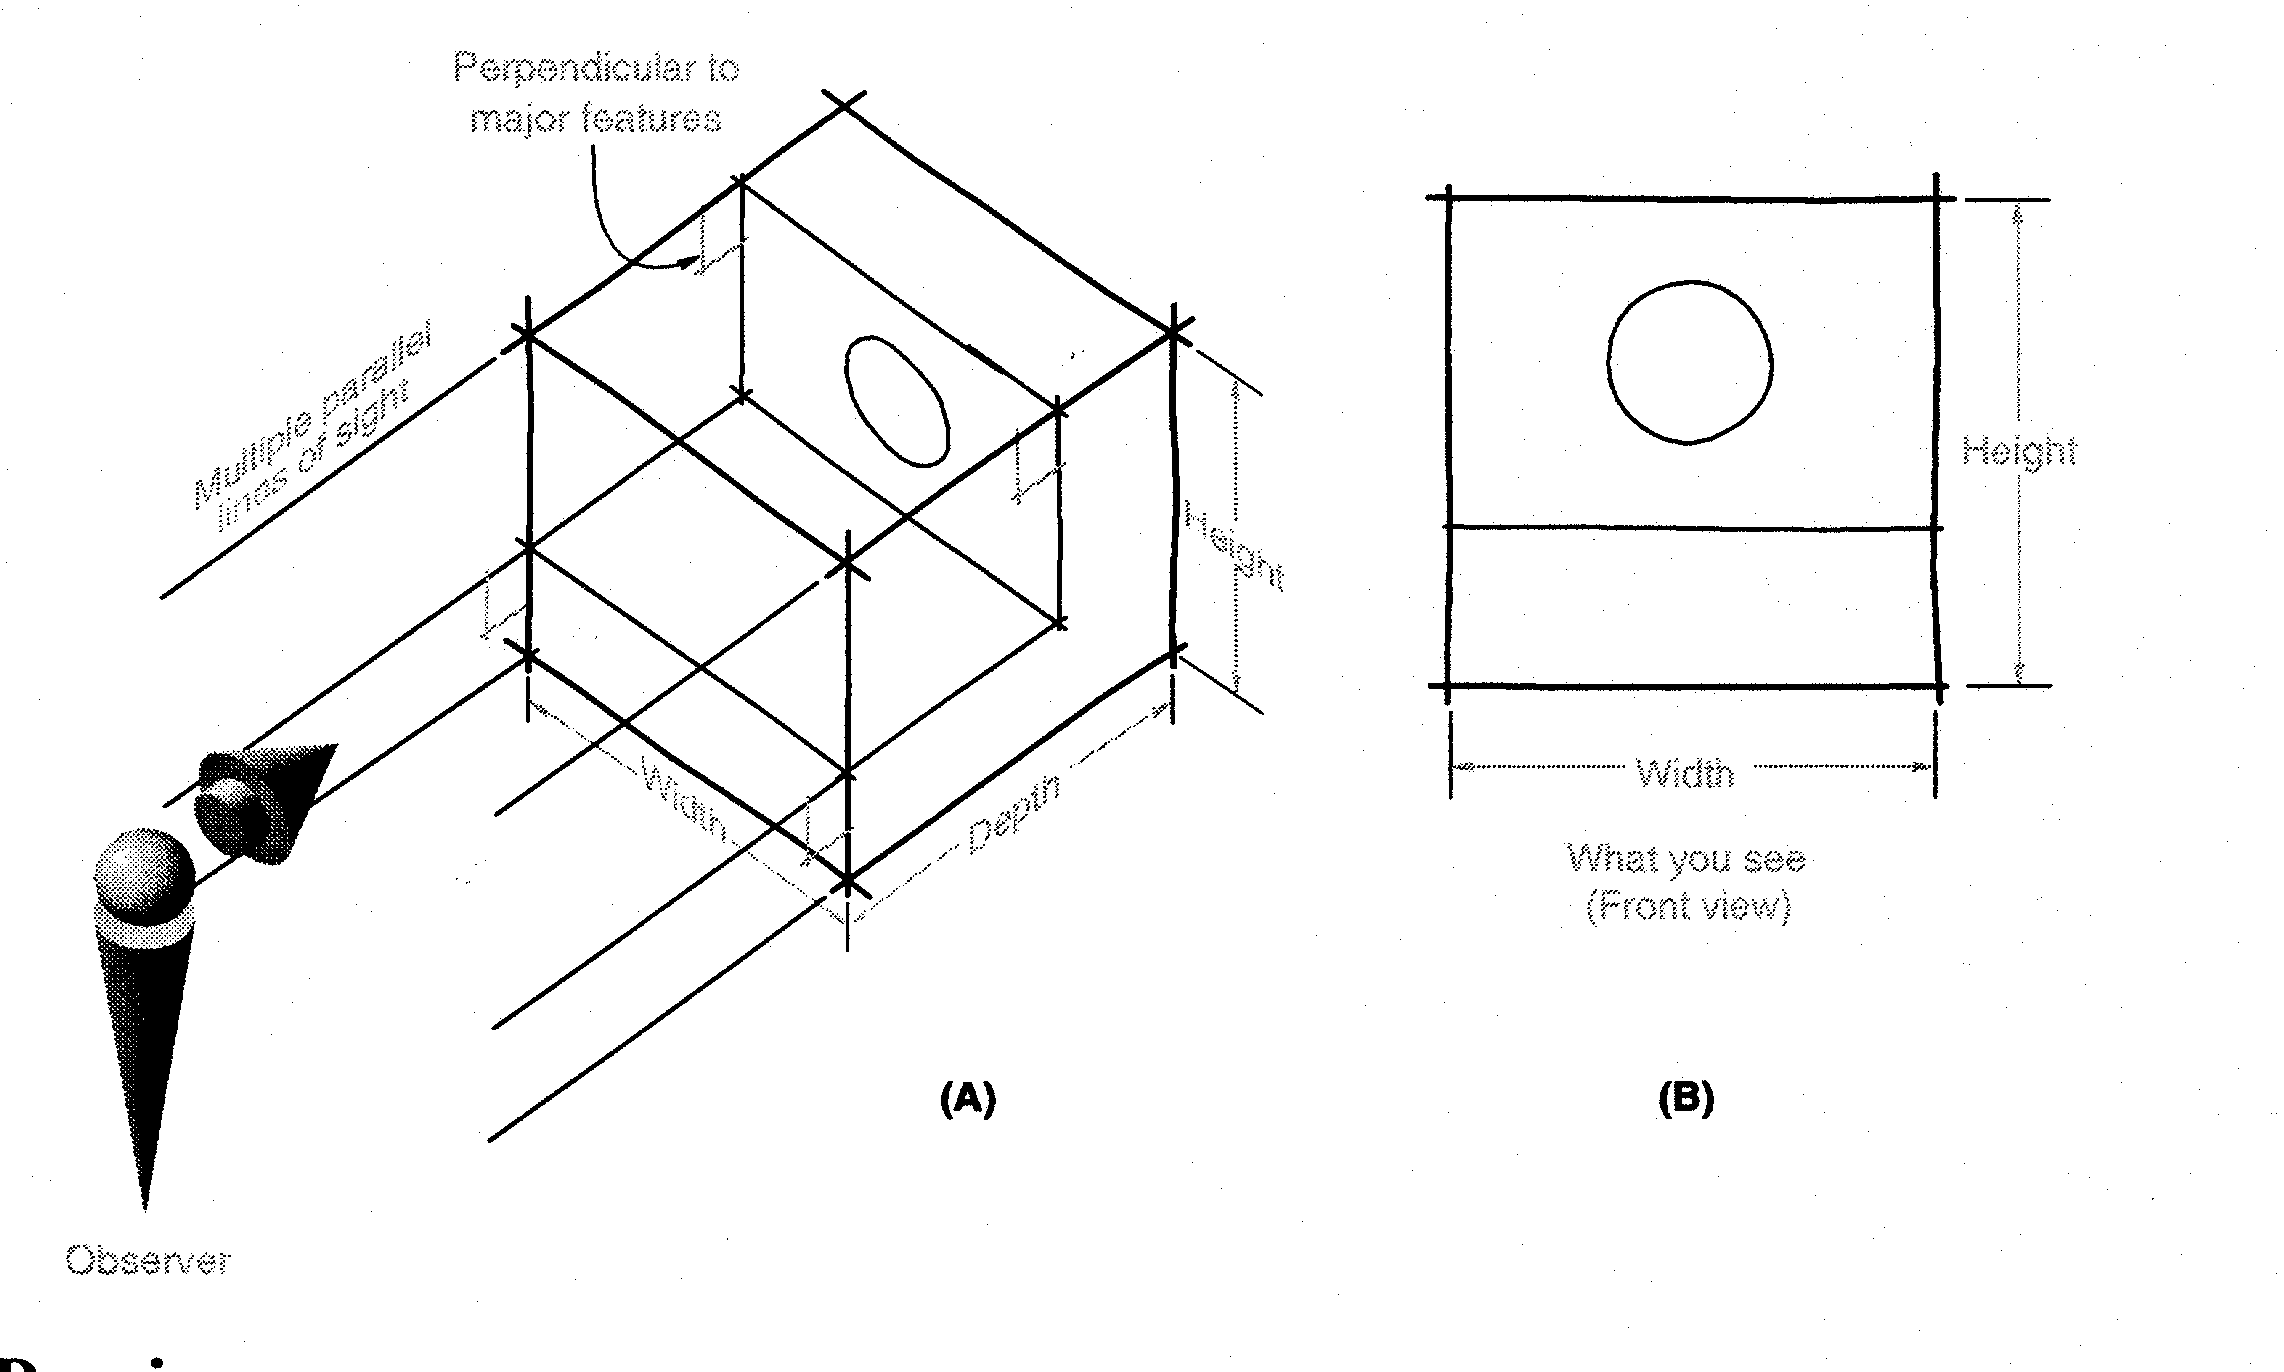 Perpendicular to
major features
Multiple parallel
lines of sight
Height
Width
Depth
Observer
(A)
Height
Width
What you see
(Front view)
(B)